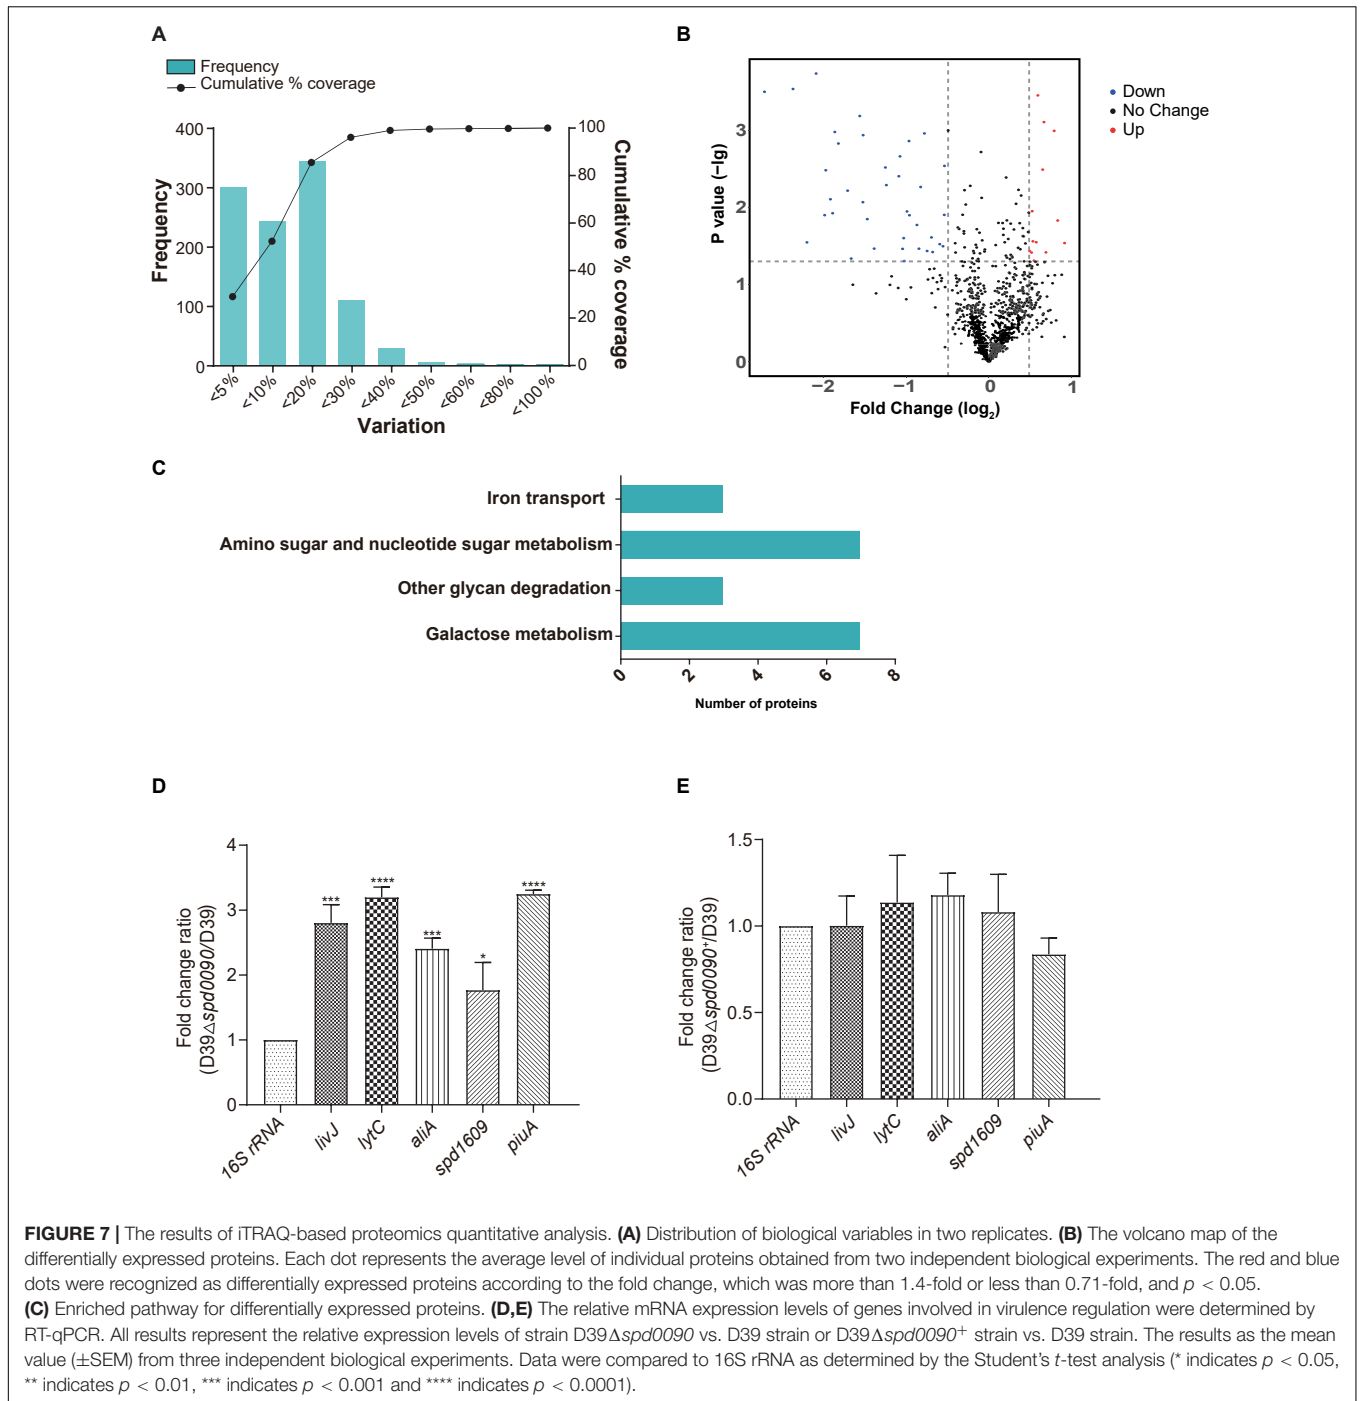 A
Frequency
Cumulative % coverage
400
300
200
100
0
Frequency
100
80
60
40
20
0
Cumulative % coverage
<5%
<10%
<20%
<30%
<40%
<50%
<60%
<80%
<100%
Variation
B
3
2
1
0
P value (−lg)
−2
−1
0
1
Fold Change (log2)
Down
No Change
Up
C
Iron transport
Amino sugar and nucleotide sugar metabolism
Other glycan degradation
Galactose metabolism
0
2
4
6
8
Number of proteins
D
4
3
2
1
0
Fold change ratio
(D39△spd0090/D39)
***
****
***
*
****
16S rRNA
livJ
lytC
aliA
spd1609
piuA
E
1.5
1.0
0.5
0.0
Fold change ratio
(D39△spd0090+/D39)
16S rRNA
livJ
lytC
aliA
spd1609
piuA
FIGURE 7 | The results of iTRAQ-based proteomics quantitative analysis. (A) Distribution of biological variables in two replicates. (B) The volcano map of the
differentially expressed proteins. Each dot represents the average level of individual proteins obtained from two independent biological experiments. The red and blue
dots were recognized as differentially expressed proteins according to the fold change, which was more than 1.4-fold or less than 0.71-fold, and p < 0.05.
(C) Enriched pathway for differentially expressed proteins. (D,E) The relative mRNA expression levels of genes involved in virulence regulation were determined by
RT-qPCR. All results represent the relative expression levels of strain D39Δspd0090 vs. D39 strain or D39Δspd0090+ strain vs. D39 strain. The results as the mean
value (±SEM) from three independent biological experiments. Data were compared to 16S rRNA as determined by the Student's t-test analysis (* indicates p < 0.05,
** indicates p < 0.01, *** indicates p < 0.001 and **** indicates p < 0.0001).